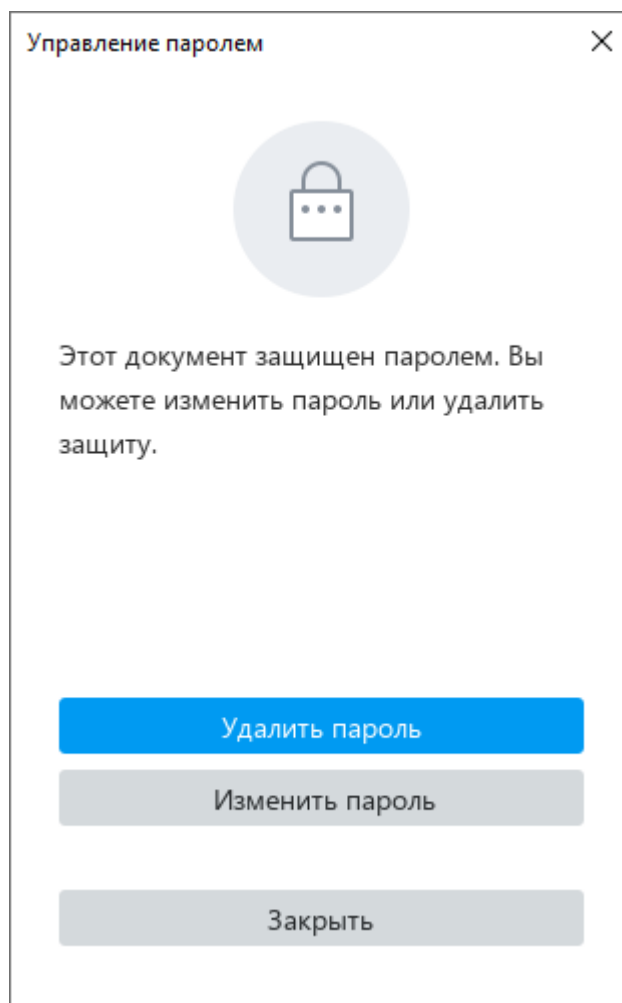 Управление паролем
Этот документ защищен паролем. Вы
можете изменить пароль или удалить
защиту.
Удалить пароль
Изменить пароль
Закрыть